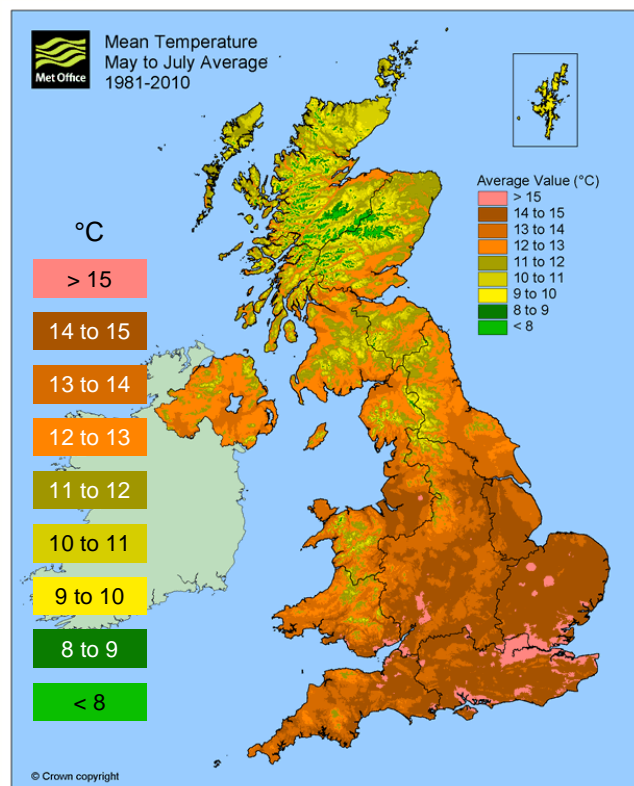 Met Office
Mean Temperature
May to July Average
1981-2010
Average Value (°C)
> 15
14 to 15
13 to 14
12 to 13
11 to 12
10 to 11
9 to 10
8 to 9
< 8
°C
> 15
14 to 15
13 to 14
12 to 13
11 to 12
10 to 11
9 to 10
8 to 9
< 8
© Crown copyright